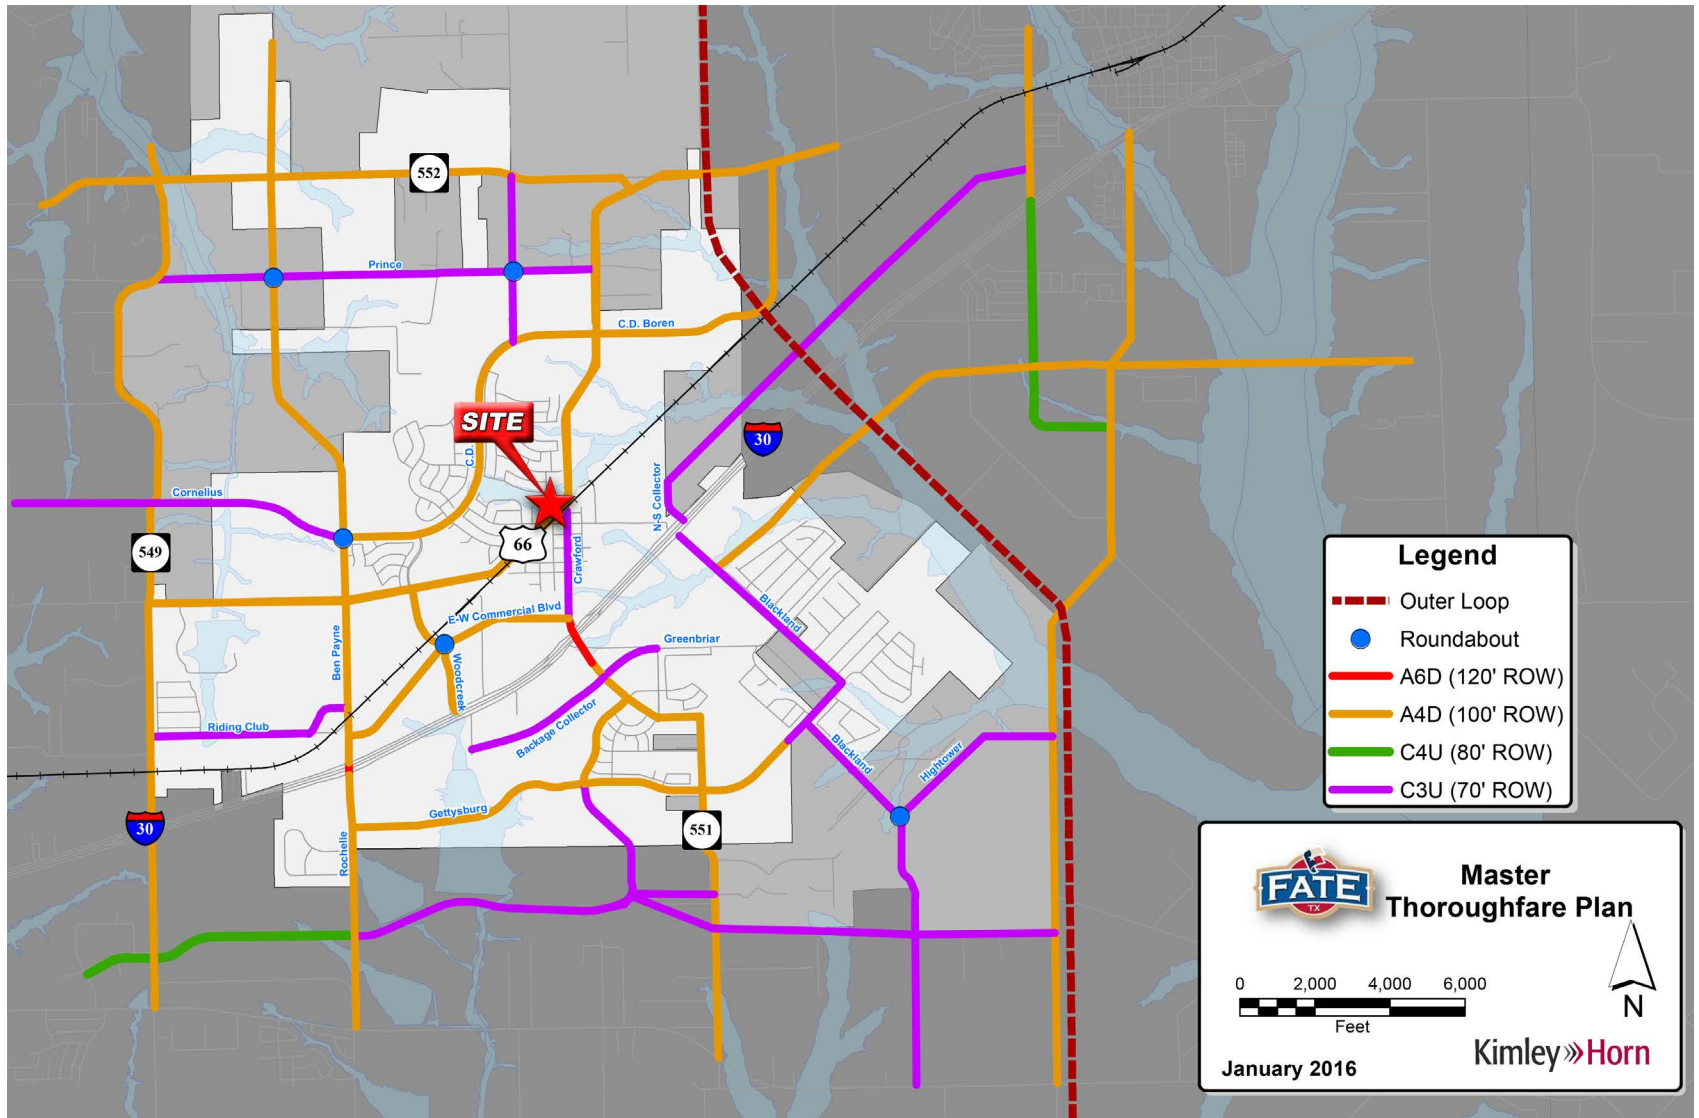 552
Prince
C.D. Boren
SITE
C.D.
30
Cornelius
N-S Collector
549
66
Crawford
Blackland
E-W Commercial Blvd
Ben Payne
Woodcreek
Greenbriar
Riding Club
Backage Collector
Blackland
Hightower
30
Gettysburg
551
Rochelle
Legend
Outer Loop
Roundabout
A6D (120' ROW)
A4D (100' ROW)
C4U (80' ROW)
C3U (70' ROW)
FATE
TX
Master
Thoroughfare Plan
0 2,000 4,000 6,000
Feet
N
January 2016
Kimley»Horn